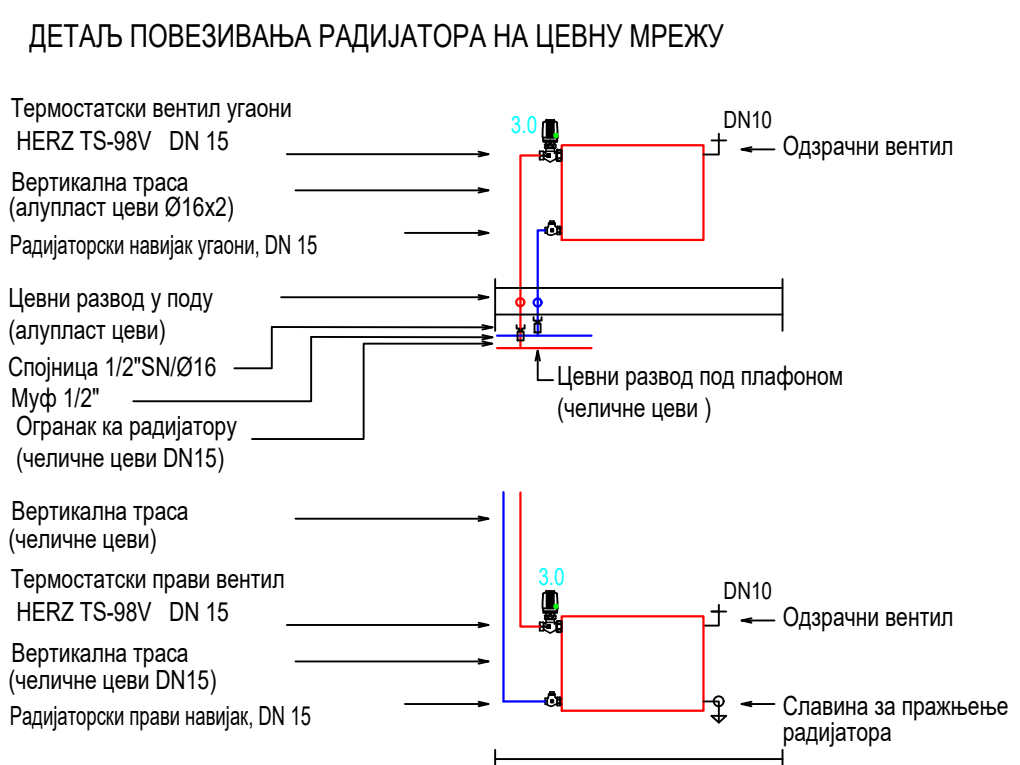 ДЕТАЉ ПОВЕЗИВАЊА РАДИЈАТОРА НА ЦЕВНУ МРЕЖУ
Термостатски вентил угаони
HERZ TS-98V DN 15
Вертикална траса
(алупласт цеви Ø16x2)
Радијаторски навијак угаони, DN 15
Цевни развод у поду
(алупласт цеви)
Спојница 1/2"SN/Ø16
Муф 1/2"
Огранак ка радијатору
(челичне цеви DN15)
3.0
DN10
Одзрачни вентил
Цевни развод под плафоном
(челичне цеви )
Вертикална траса
(челичне цеви)
Термостатски прави вентил
HERZ TS-98V DN 15
Вертикална траса
(челичне цеви DN15)
Радијаторски прави навијак, DN 15
3.0
DN10
Одзрачни вентил
Славина за пражњење
радијатора